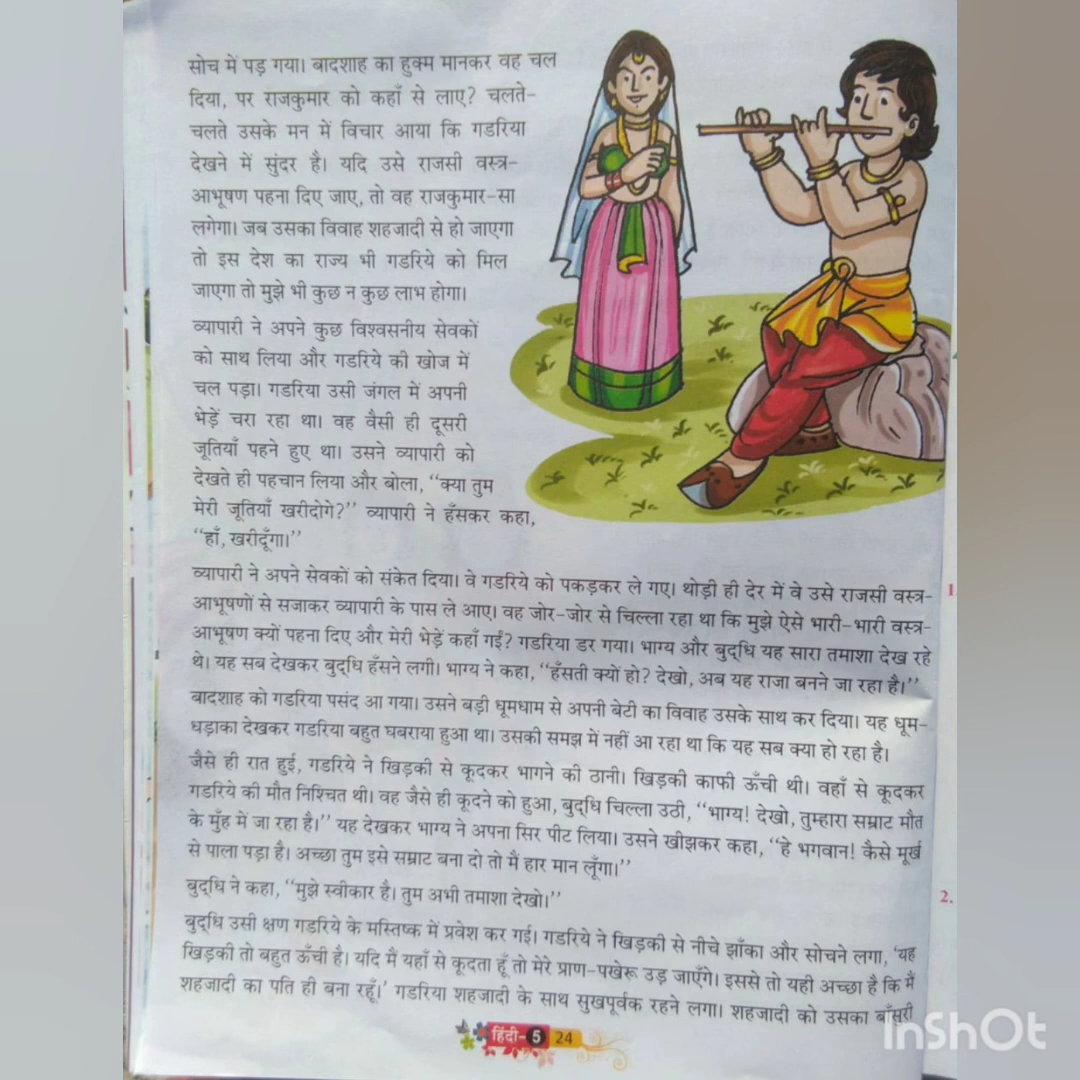 सोच में पड़ गया। बादशाह का हुक्म मानकर वह चल
दिया, पर राजकुमार को कहाँ से लाए? चलते-
चलते उसके मन में विचार आया कि गडरिया
देखने में सुंदर है। यदि उसे राजसी वस्त्र-
आभूषण पहना दिए जाए, तो वह राजकुमार-सा
लगेगा। जब उसका विवाह शहजादी से हो जाएगा
तो इस देश का राज्य भी गडरिये को मिल
जाएगा तो मुझे भी कुछ न कुछ लाभ होगा।
व्यापारी ने अपने कुछ विश्वसनीय सेवकों
को साथ लिया और गडरिये की खोज में
चल पड़ा। गडरिया उसी जंगल में अपनी
भेड़ें चरा रहा था। वह वैसी ही दूसरी
जूतियाँ पहने हुए था। उसने व्यापारी को
देखते ही पहचान लिया और बोला, “क्या तुम
मेरी जूतियाँ खरीदोगे?” व्यापारी ने हँसकर कहा,
“हाँ, खरीदूँगा।”
व्यापारी ने अपने सेवकों को संकेत दिया। वे गडरिये को पकड़कर ले गए। थोड़ी ही देर में वे उसे राजसी वस्त्र-
आभूषणों से सजाकर व्यापारी के पास ले आए। वह जोर-जोर से चिल्ला रहा था कि मुझे ऐसे भारी-भारी वस्त्र-
आभूषण क्यों पहना दिए और मेरी भेड़ें कहाँ गईं? गडरिया डर गया। भाग्य और बुद्धि यह सारा तमाशा देख रहे
थे। यह सब देखकर बुद्धि हँसने लगी। भाग्य ने कहा, “हँसती क्यों हो? देखो, अब यह राजा बनने जा रहा है।”
बादशाह को गडरिया पसंद आ गया। उसने बड़ी धूमधाम से अपनी बेटी का विवाह उसके साथ कर दिया। यह धूम-
धड़ाका देखकर गडरिया बहुत घबराया हुआ था। उसकी समझ में नहीं आ रहा था कि यह सब क्या हो रहा है।
जैसे ही रात हुई, गडरिये ने खिड़की से कूदकर भागने की ठानी। खिड़की काफी ऊँची थी। वहाँ से कूदकर
गडरिये की मौत निश्चित थी। वह जैसे ही कूदने को हुआ, बुद्धि चिल्ला उठी, “भाग्य! देखो, तुम्हारा सम्राट मौत
के मुँह में जा रहा है।” यह देखकर भाग्य ने अपना सिर पीट लिया। उसने खीझकर कहा, “हे भगवान! कैसे मूर्ख
से पाला पड़ा है। अच्छा तुम इसे सम्राट बना दो तो मैं हार मान लूँगा।”
बुद्धि ने कहा, “मुझे स्वीकार है। तुम अभी तमाशा देखो।”
बुद्धि उसी क्षण गडरिये के मस्तिष्क में प्रवेश कर गई। गडरिये ने खिड़की से नीचे झाँका और सोचने लगा, ‘यह
खिड़की तो बहुत ऊँची है। यदि मैं यहाँ से कूदता हूँ तो मेरे प्राण-पखेरू उड़ जाएँगे। इससे तो यही अच्छा है कि मैं
शहजादी का पति ही बना रहूँ।’ गडरिया शहजादी के साथ सुखपूर्वक रहने लगा। शहजादी को उसका बाँसुरी
हिंदी-5 24
1.
2.
InShOt